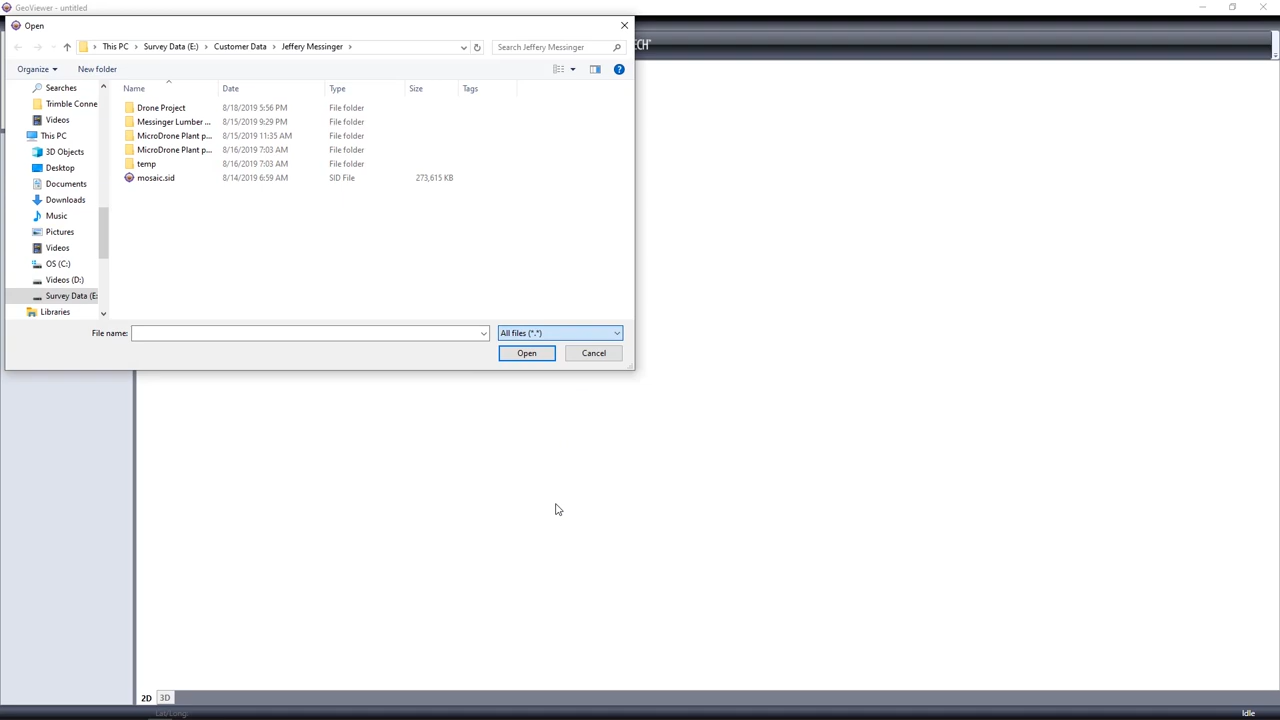 GeoViewer - untitled
Open
This PC > Survey Data (E:) > Customer Data > Jeffery Messinger >
Search Jeffery Messinger
Organize
New folder
Name Date Type Size Tags
Searches
Trimble Conne
Videos
This PC
3D Objects
Desktop
Documents
Downloads
Music
Pictures
Videos
OS (C:)
Videos (D:)
Survey Data (E:
Libraries
Drone Project 8/18/2019 5:56 PM File folder
Messinger Lumber ... 8/15/2019 9:29 PM File folder
MicroDrone Plant p... 8/15/2019 11:35 AM File folder
MicroDrone Plant p... 8/16/2019 7:03 AM File folder
temp 8/16/2019 7:03 AM File folder
mosaic.sid 8/14/2019 6:59 AM SID File 273,615 KB
File name:
All files (*.*)
Open
Cancel
2D 3D
Lat/Long:
Idle